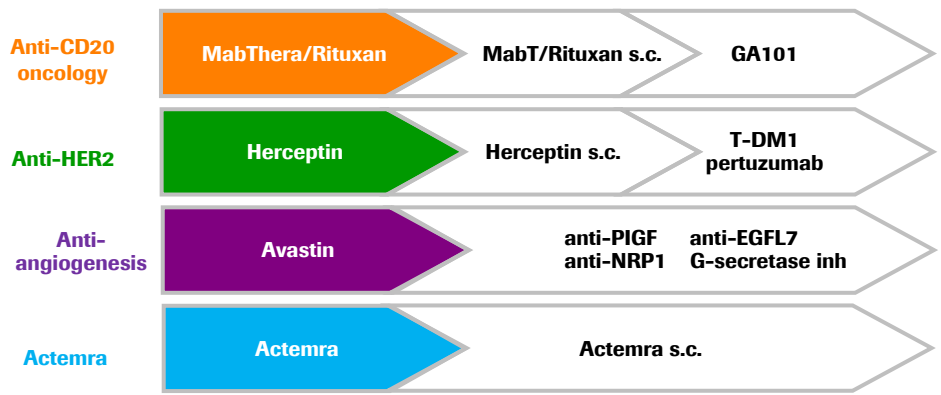 Anti-CD20
oncology
MabThera/Rituxan
MabT/Rituxan s.c.
GA101
Anti-HER2
Herceptin
Herceptin s.c.
T-DM1
pertuzumab
Anti-
angiogenesis
Avastin
anti-PIGF anti-EGFL7
anti-NRP1 G-secretase inh
Actemra
Actemra
Actemra s.c.